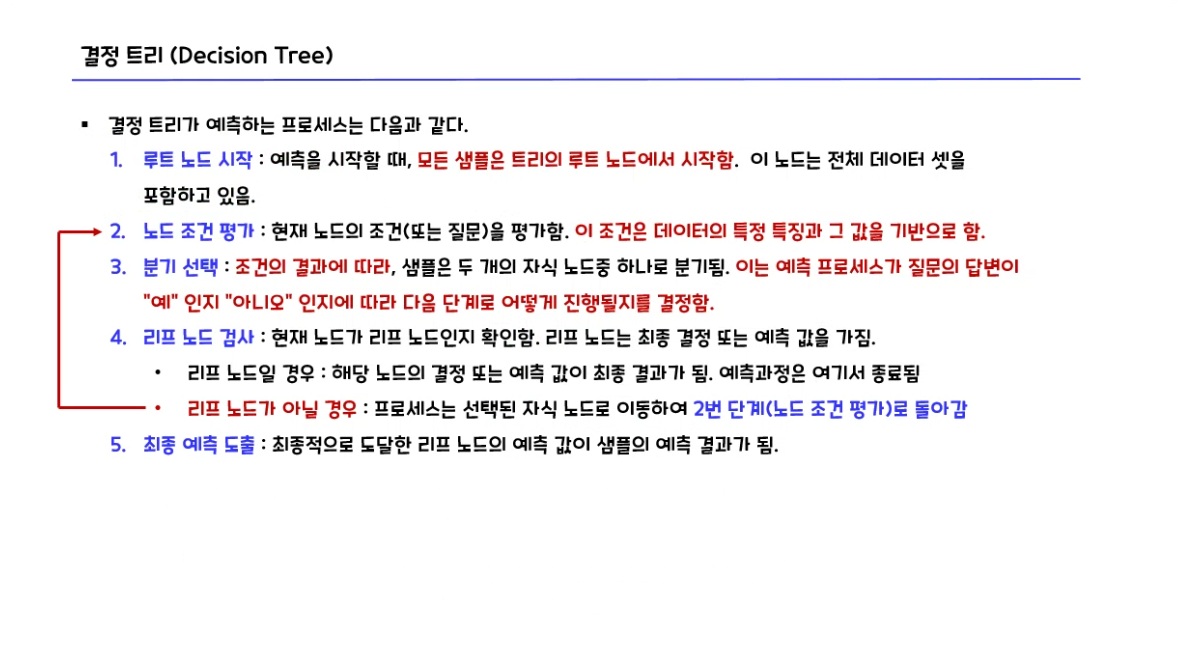 결정 트리 (Decision Tree)
▪ 결정 트리가 예측하는 프로세스는 다음과 같다.
1. 루트 노드 시작 : 예측을 시작할 때, 모든 샘플은 트리의 루트 노드에서 시작함. 이 노드는 전체 데이터 셋을
포함하고 있음.
2. 노드 조건 평가 : 현재 노드의 조건(또는 질문)을 평가함. 이 조건은 데이터의 특정 특징과 그 값을 기반으로 함.
3. 분기 선택 : 조건의 결과에 따라, 샘플은 두 개의 자식 노드중 하나로 분기됨. 이는 예측 프로세스가 질문의 답변이
"예" 인지 "아니오" 인지에 따라 다음 단계로 어떻게 진행될지를 결정함.
4. 리프 노드 검사 : 현재 노드가 리프 노드인지 확인함. 리프 노드는 최종 결정 또는 예측 값을 가짐.
• 리프 노드일 경우 : 해당 노드의 결정 또는 예측 값이 최종 결과가 됨. 예측과정은 여기서 종료됨
• 리프 노드가 아닐 경우 : 프로세스는 선택된 자식 노드로 이동하여 2번 단계(노드 조건 평가)로 돌아감
5. 최종 예측 도출 : 최종적으로 도달한 리프 노드의 예측 값이 샘플의 예측 결과가 됨.